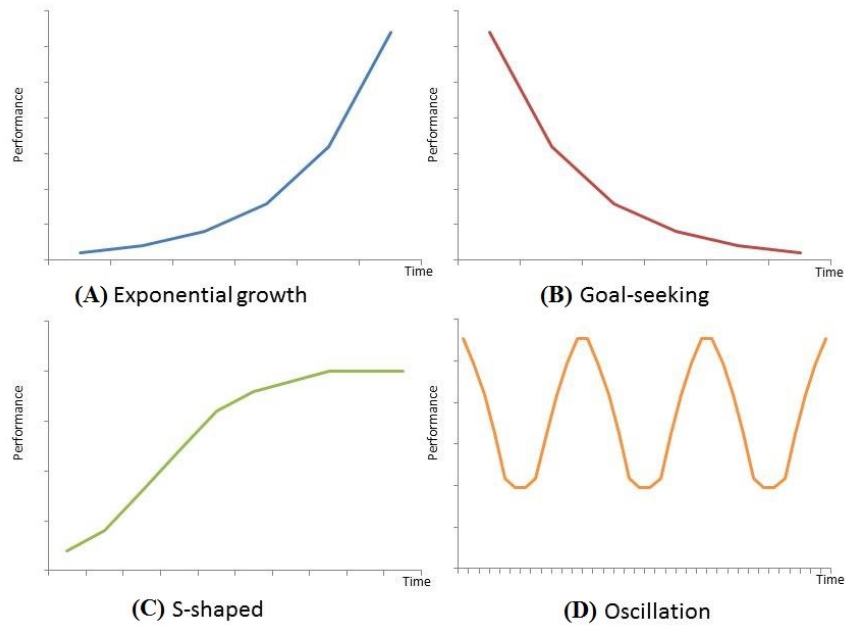 Performance
Time
(A) Exponential growth
Performance
Time
(B) Goal-seeking
Performance
Time
(C) S-shaped
Performance
Time
(D) Oscillation